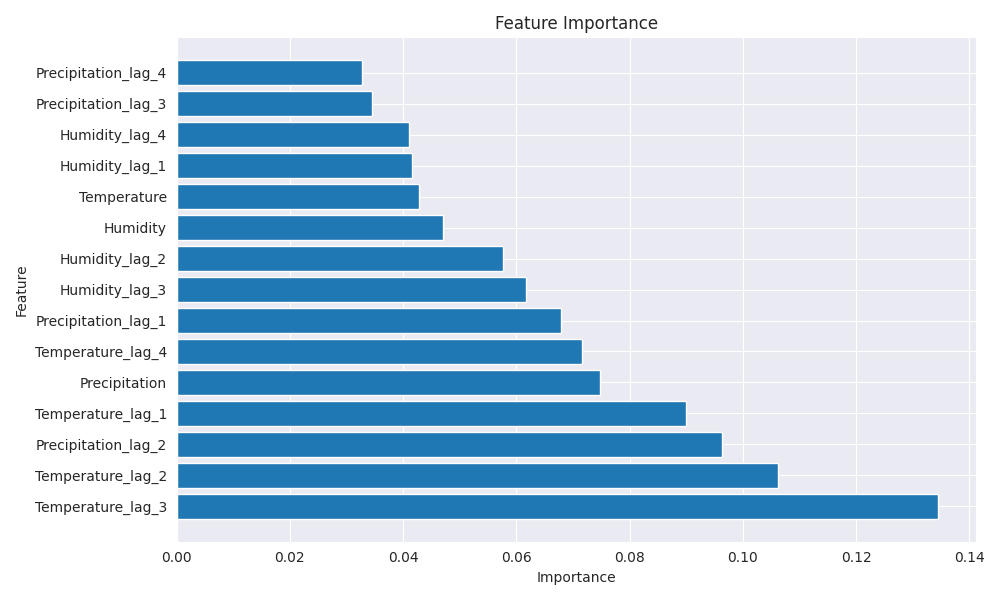 Feature Importance
Precipitation_lag_4
Precipitation_lag_3
Humidity_lag_4
Humidity_lag_1
Temperature
Humidity
Humidity_lag_2
Humidity_lag_3
Precipitation_lag_1
Temperature_lag_4
Precipitation
Temperature_lag_1
Precipitation_lag_2
Temperature_lag_2
Temperature_lag_3
Feature
0.00 0.02 0.04 0.06 0.08 0.10 0.12 0.14
Importance